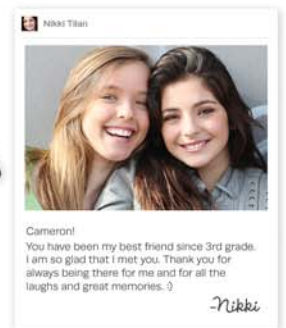 Nikki Titan
Cameron!
You have been my best friend since 3rd grade.
I am so glad that I met you. Thank you for
always being there for me and for all the
laughs and great memories. :)
-Nikki